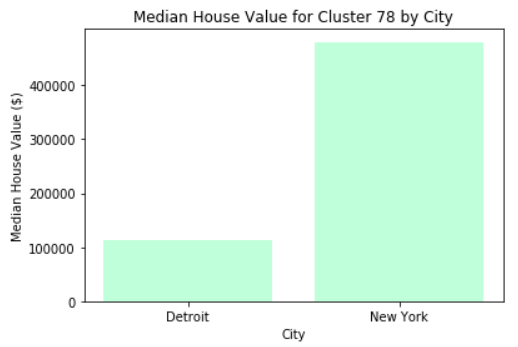 Median House Value for Cluster 78 by City
Median House Value ($)
400000
300000
200000
100000
0
Detroit
New York
City